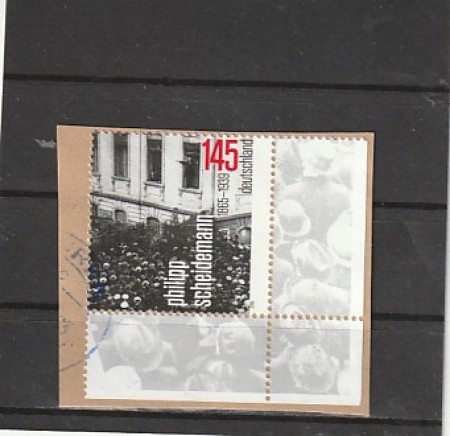 145
deutschland
1865–1939
philipp
scheidemann